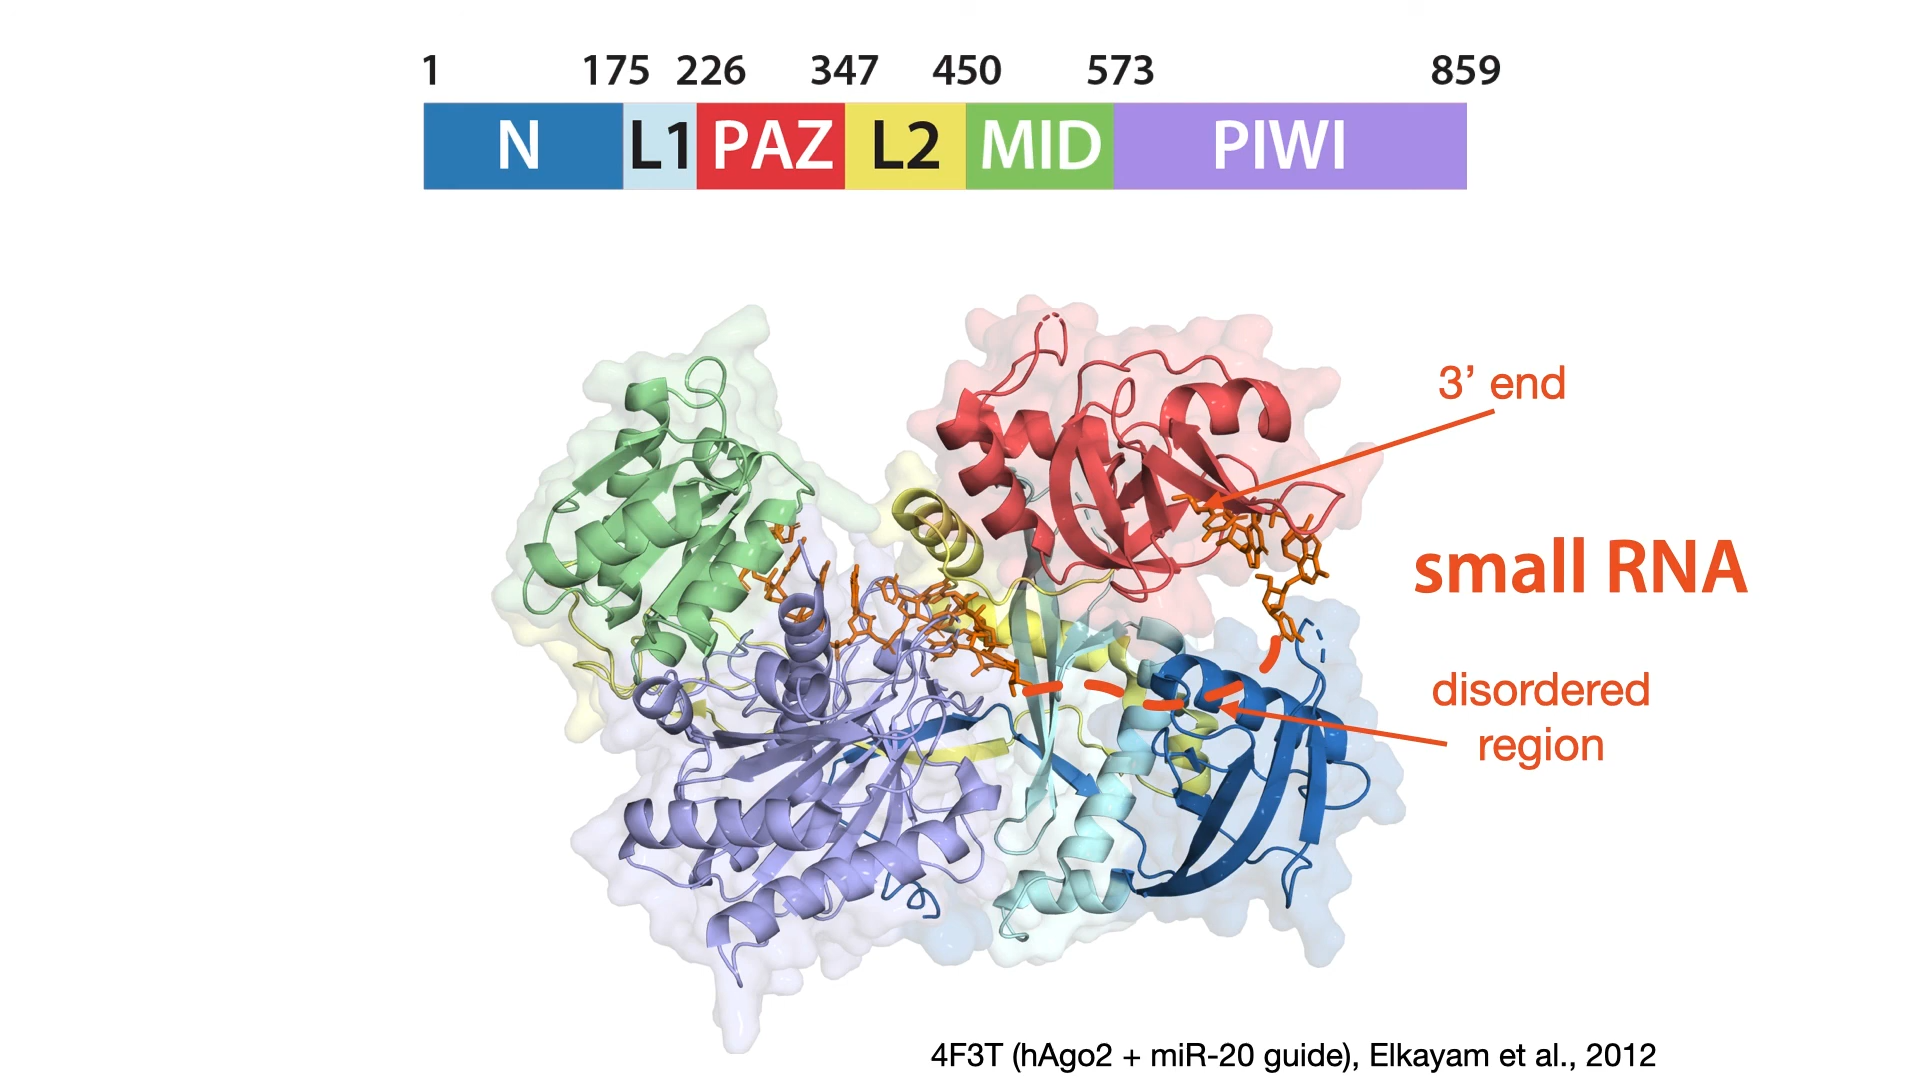 1 175 226 347 450 573 859
N L1 PAZ L2 MID PIWI
3’ end
small RNA
disordered
region
4F3T (hAgo2 + miR-20 guide), Elkayam et al., 2012